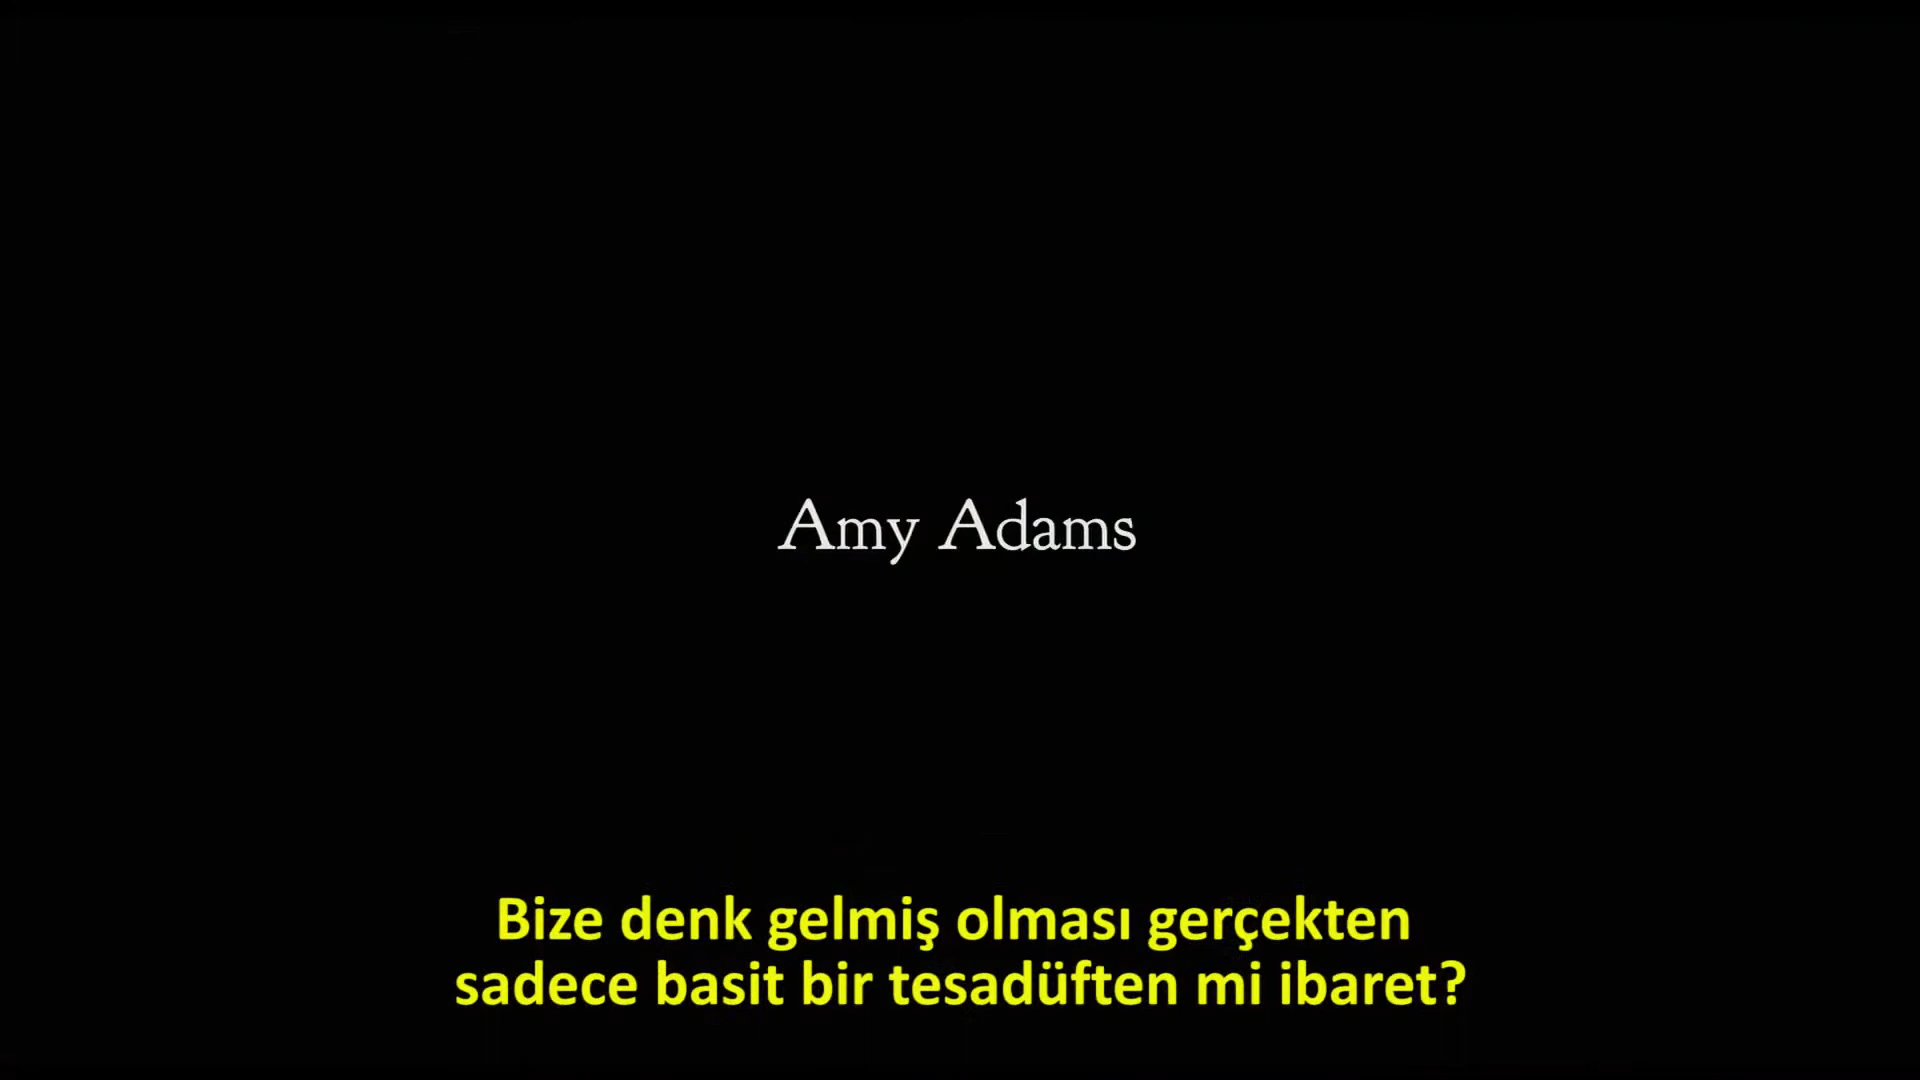 Amy Adams
Bize denk gelmiş olması gerçekten
sadece basit bir tesadüften mi ibaret?